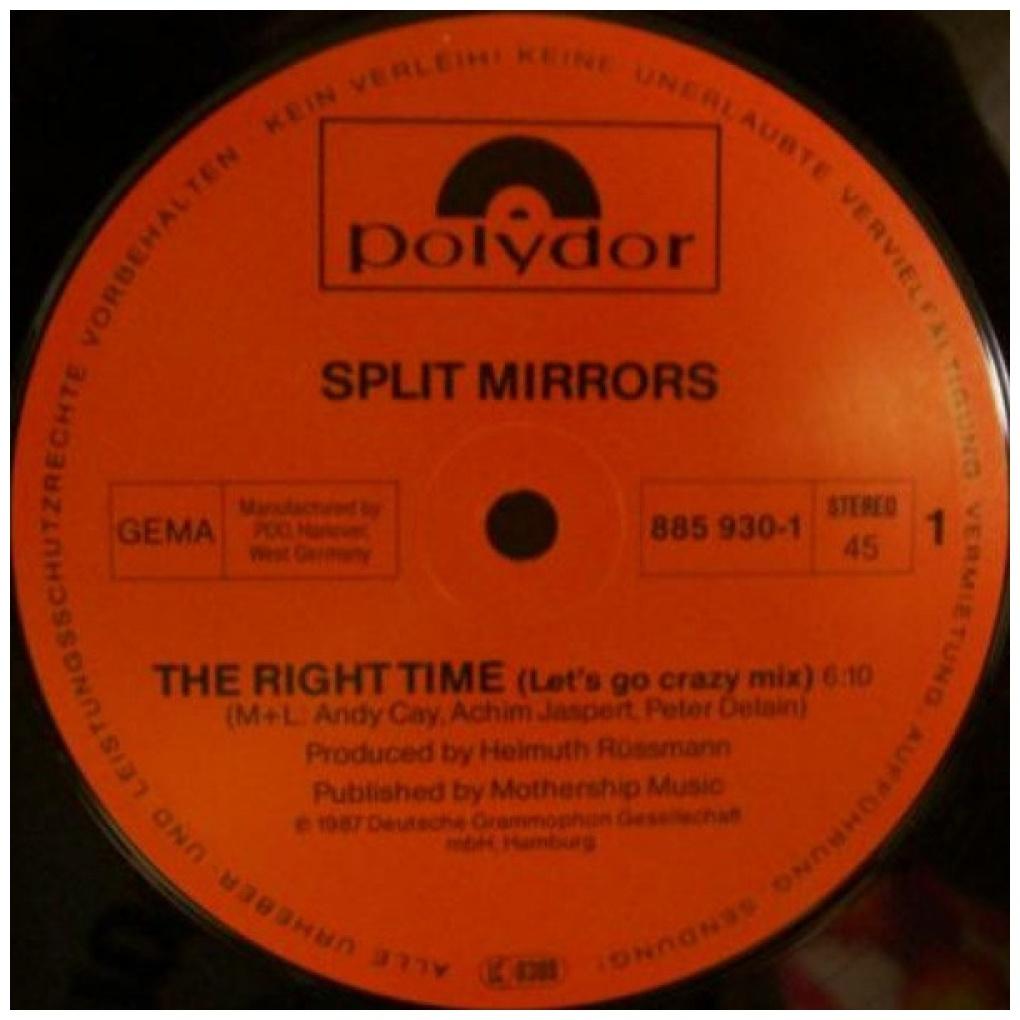 ALLE URHEBER- UND LEISTUNGSSCHUTZRECHTE VORBEHALTEN · KEIN VERLEIH! KEINE UNERLAUBTE VERVIELFÄLTIGUNG, VERMIETUNG, AUFFÜHRUNG, SENDUNG!
polydor
SPLIT MIRRORS
GEMA
Manufactured by
PDO, Hanover,
West Germany
885 930-1
STEREO
45
1
THE RIGHT TIME (Let's go crazy mix) 6:10
(M+L: Andy Cay, Achim Jaspert, Peter Delain)
Produced by Helmuth Rüssmann
Published by Mothership Music
℗ 1987 Deutsche Grammophon Gesellschaft
mbH, Hamburg
LC 0309